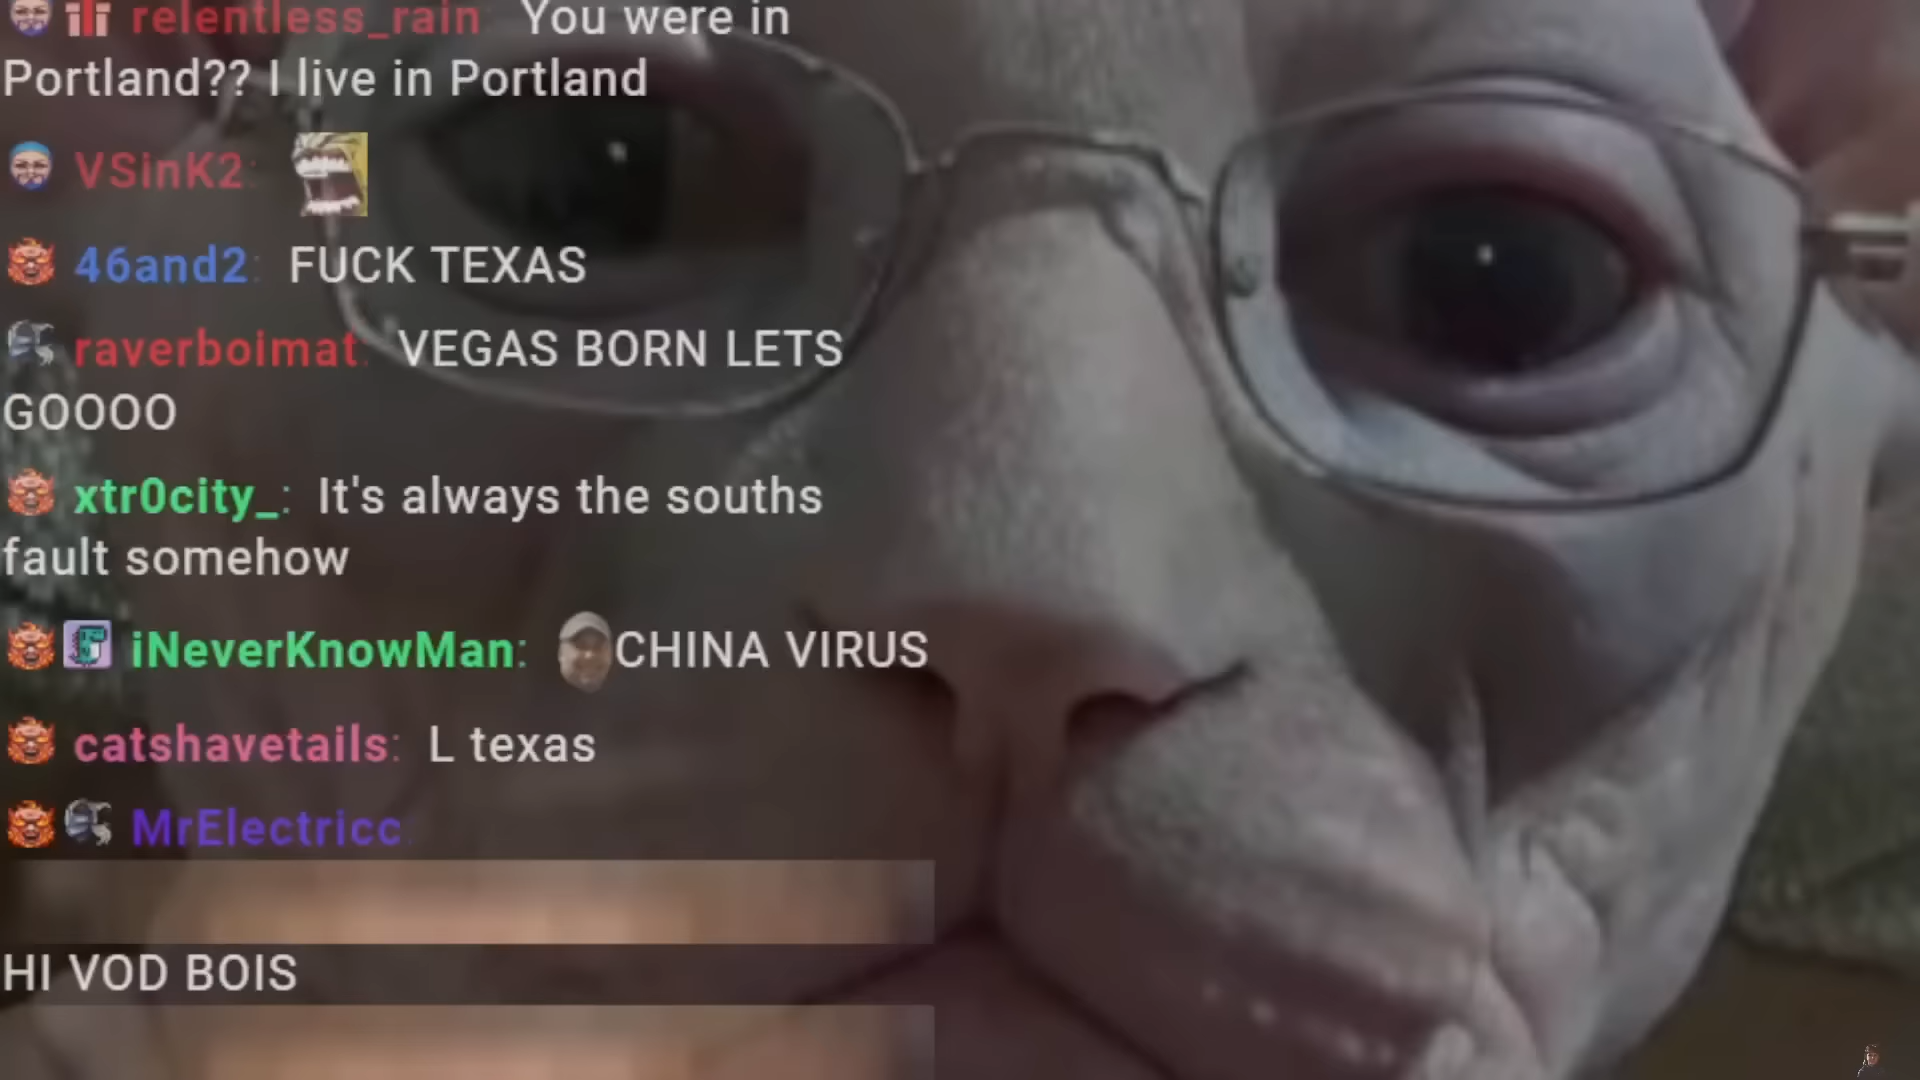 relentless_rain: You were in
Portland?? I live in Portland
VSinK2:
46and2: FUCK TEXAS
raverboimat: VEGAS BORN LETS
GOOOO
xtr0city_: It's always the souths
fault somehow
iNeverKnowMan: CHINA VIRUS
catshavetails: L texas
MrElectricc:
HI VOD BOIS